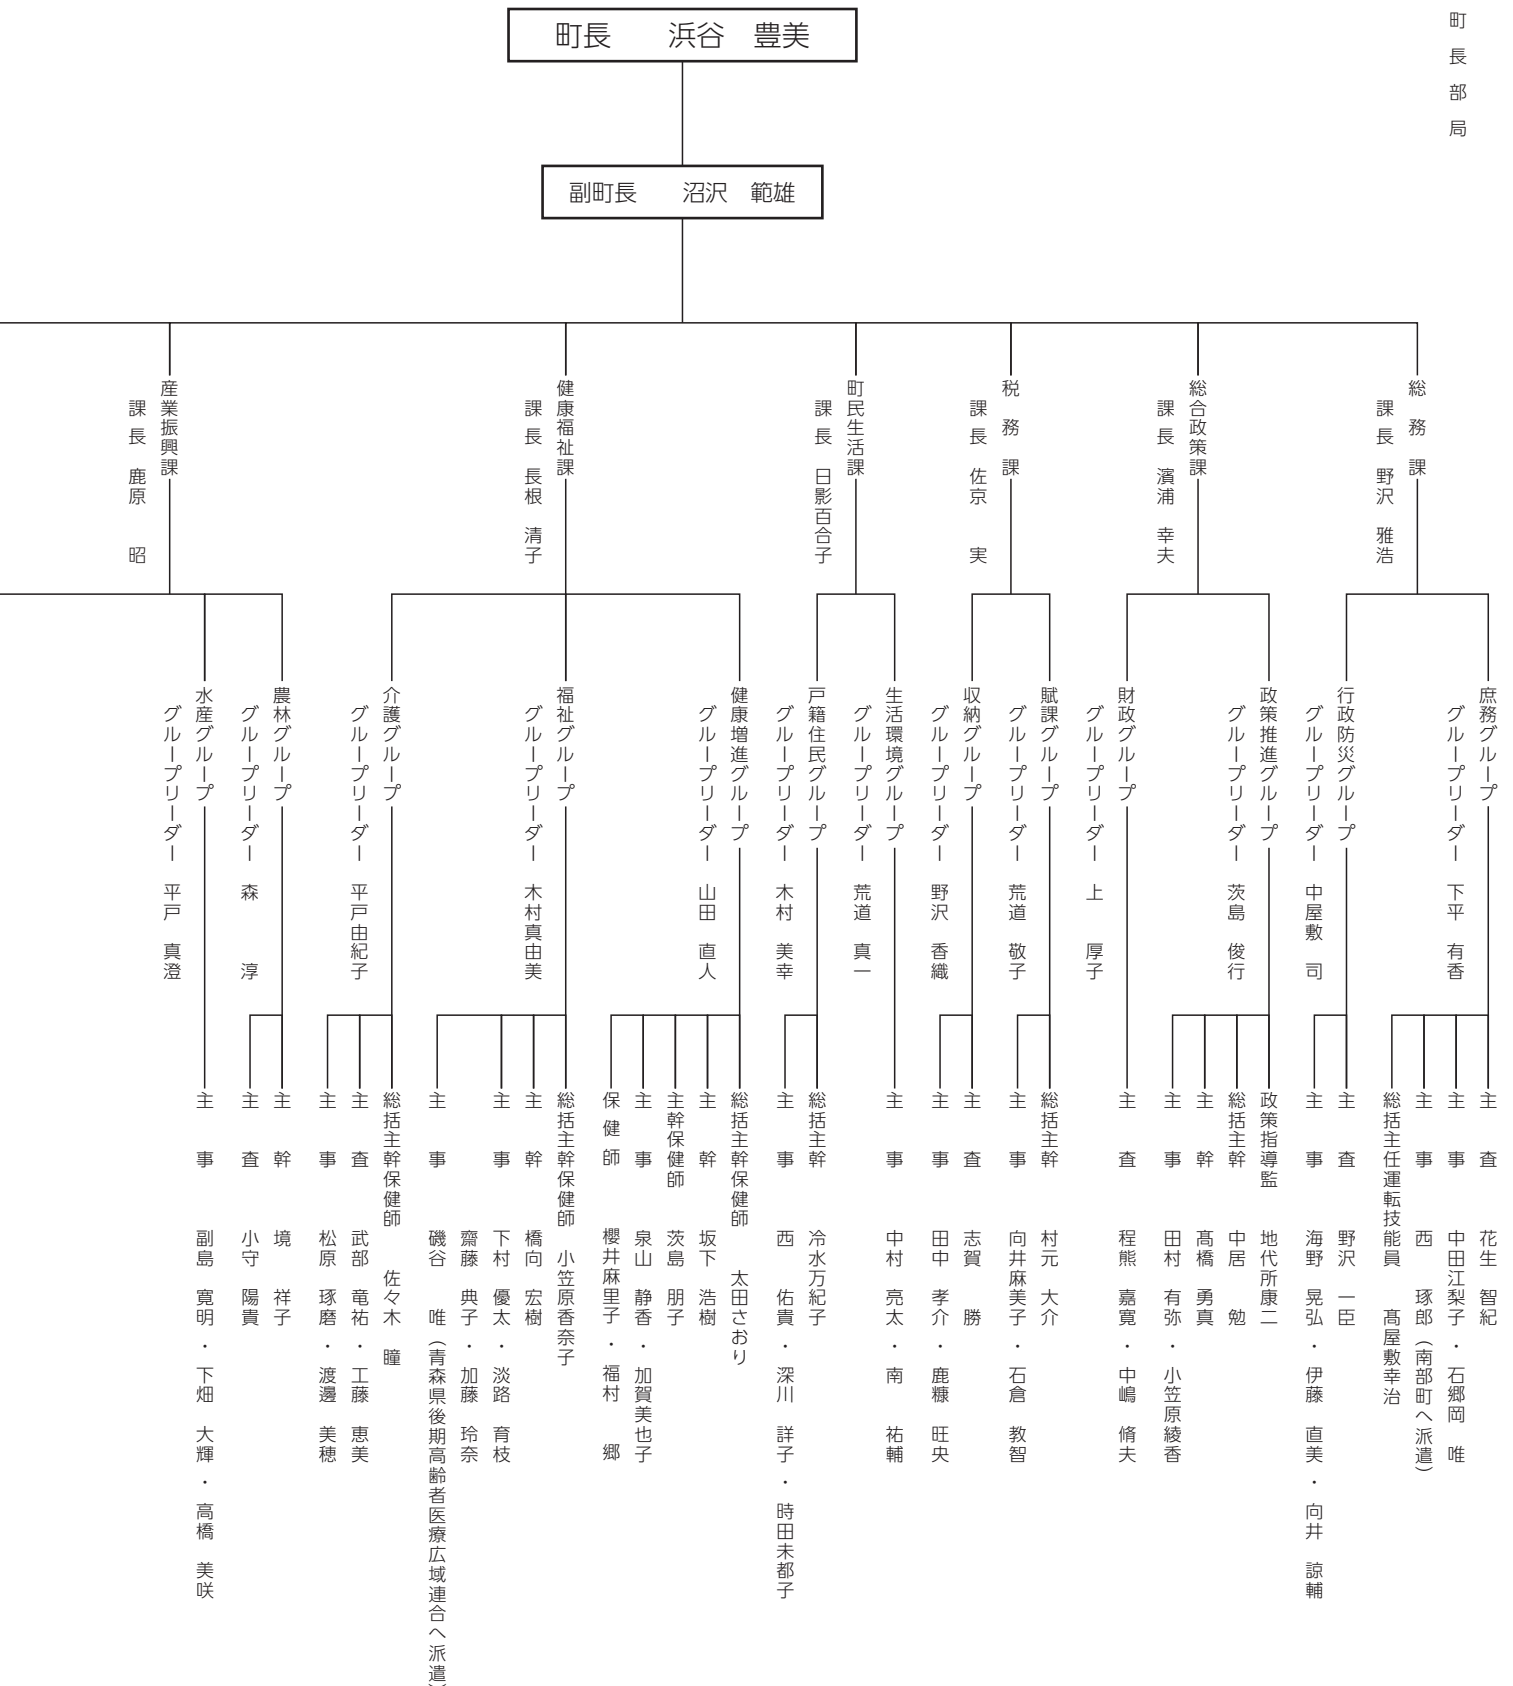 町長部局
町長　浜谷　豊美
副町長　沼沢　範雄
総務課
課長　野沢　雅浩
庶務グループ
グループリーダー　下平　有香
主査　花生　智紀
主事　中田江梨子・石郷岡　唯
主事　西　琢郎（南部町へ派遣）
総括主任運転技能員　髙屋敷幸治
行政防災グループ
グループリーダー　中屋敷　司
主査　野沢　一臣
主事　海野　晃弘・伊藤　直美・向井　諒輔
総合政策課
課長　濱浦　幸夫
政策推進グループ
グループリーダー　茨島　俊行
政策指導監　地代所康二
総括主幹　中居　勉
主幹　髙橋　勇真
主事　田村　有弥・小笠原綾香
財政グループ
グループリーダー　上　厚子
主査　程熊　嘉寛・中嶋　脩夫
税務課
課長　佐京　実
賦課グループ
グループリーダー　荒道　敬子
総括主幹　村元　大介
主事　向井麻美子・石倉　教智
収納グループ
グループリーダー　野沢　香織
主査　志賀　勝
主事　田中　孝介・鹿糠　旺央
町民生活課
課長　日影百合子
生活環境グループ
グループリーダー　荒道　真一
主事　中村　亮太・南　祐輔
戸籍住民グループ
グループリーダー　木村　美幸
総括主幹　冷水万紀子
主事　西　佑貴・深川　詳子・時田未都子
健康福祉課
課長　長根　清子
健康増進グループ
グループリーダー　山田　直人
総括主幹保健師　太田さおり
主幹　坂下　浩樹
主幹保健師　茨島　朋子
主事　泉山　静香・加賀美也子
保健師　櫻井麻里子・福村　郷
福祉グループ
グループリーダー　木村真由美
総括主幹保健師　小笠原香奈子
主幹　橋向　宏樹
主事　下村　優太・淡路　育枝
齋藤　典子・加藤　玲奈
主事　磯谷　唯（青森県後期高齢者医療広域連合へ派遣）
介護グループ
グループリーダー　平戸由紀子
総括主幹保健師　佐々木　瞳
主査　武部　竜祐・工藤　恵美
主事　松原　琢磨・渡邊　美穂
産業振興課
課長　鹿原　昭
農林グループ
グループリーダー　森　淳
主幹　境　祥子
主査　小守　陽貴
水産グループ
グループリーダー　平戸　真澄
主事　副島　寛明・下畑　大輝・高橋　美咲